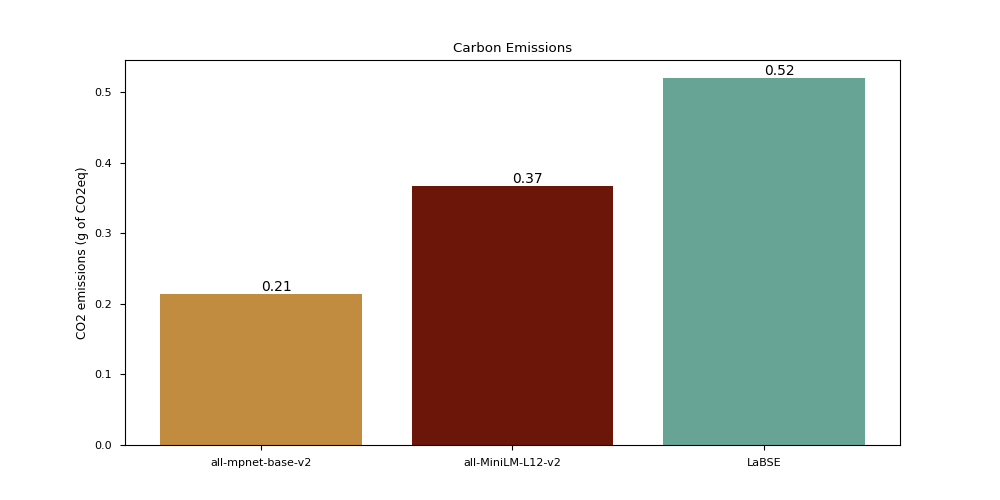 Carbon Emissions
CO2 emissions (g of CO2eq)
0.5
0.4
0.3
0.2
0.1
0.0
0.21
0.37
0.52
all-mpnet-base-v2
all-MiniLM-L12-v2
LaBSE